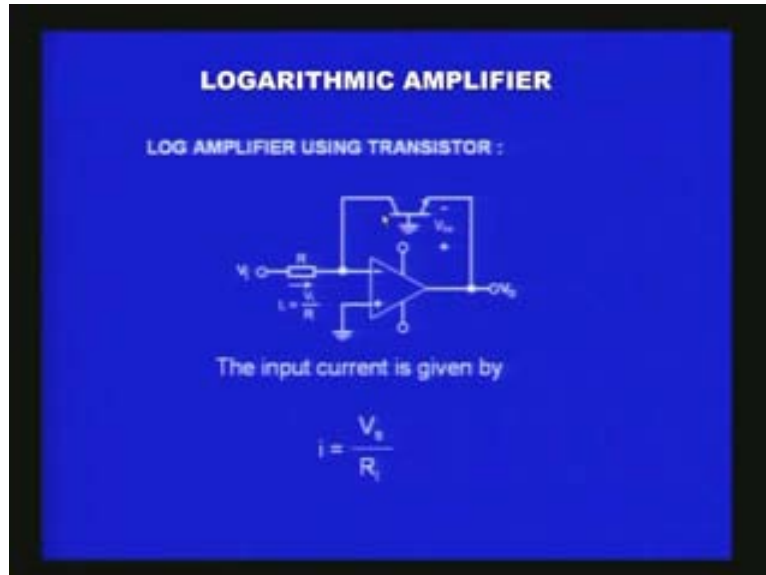 LOGARITHMIC AMPLIFIER
LOG AMPLIFIER USING TRANSISTOR :
-
+
R
Vi
-
+
Vo
The input current is given by
i = Vs
Ri